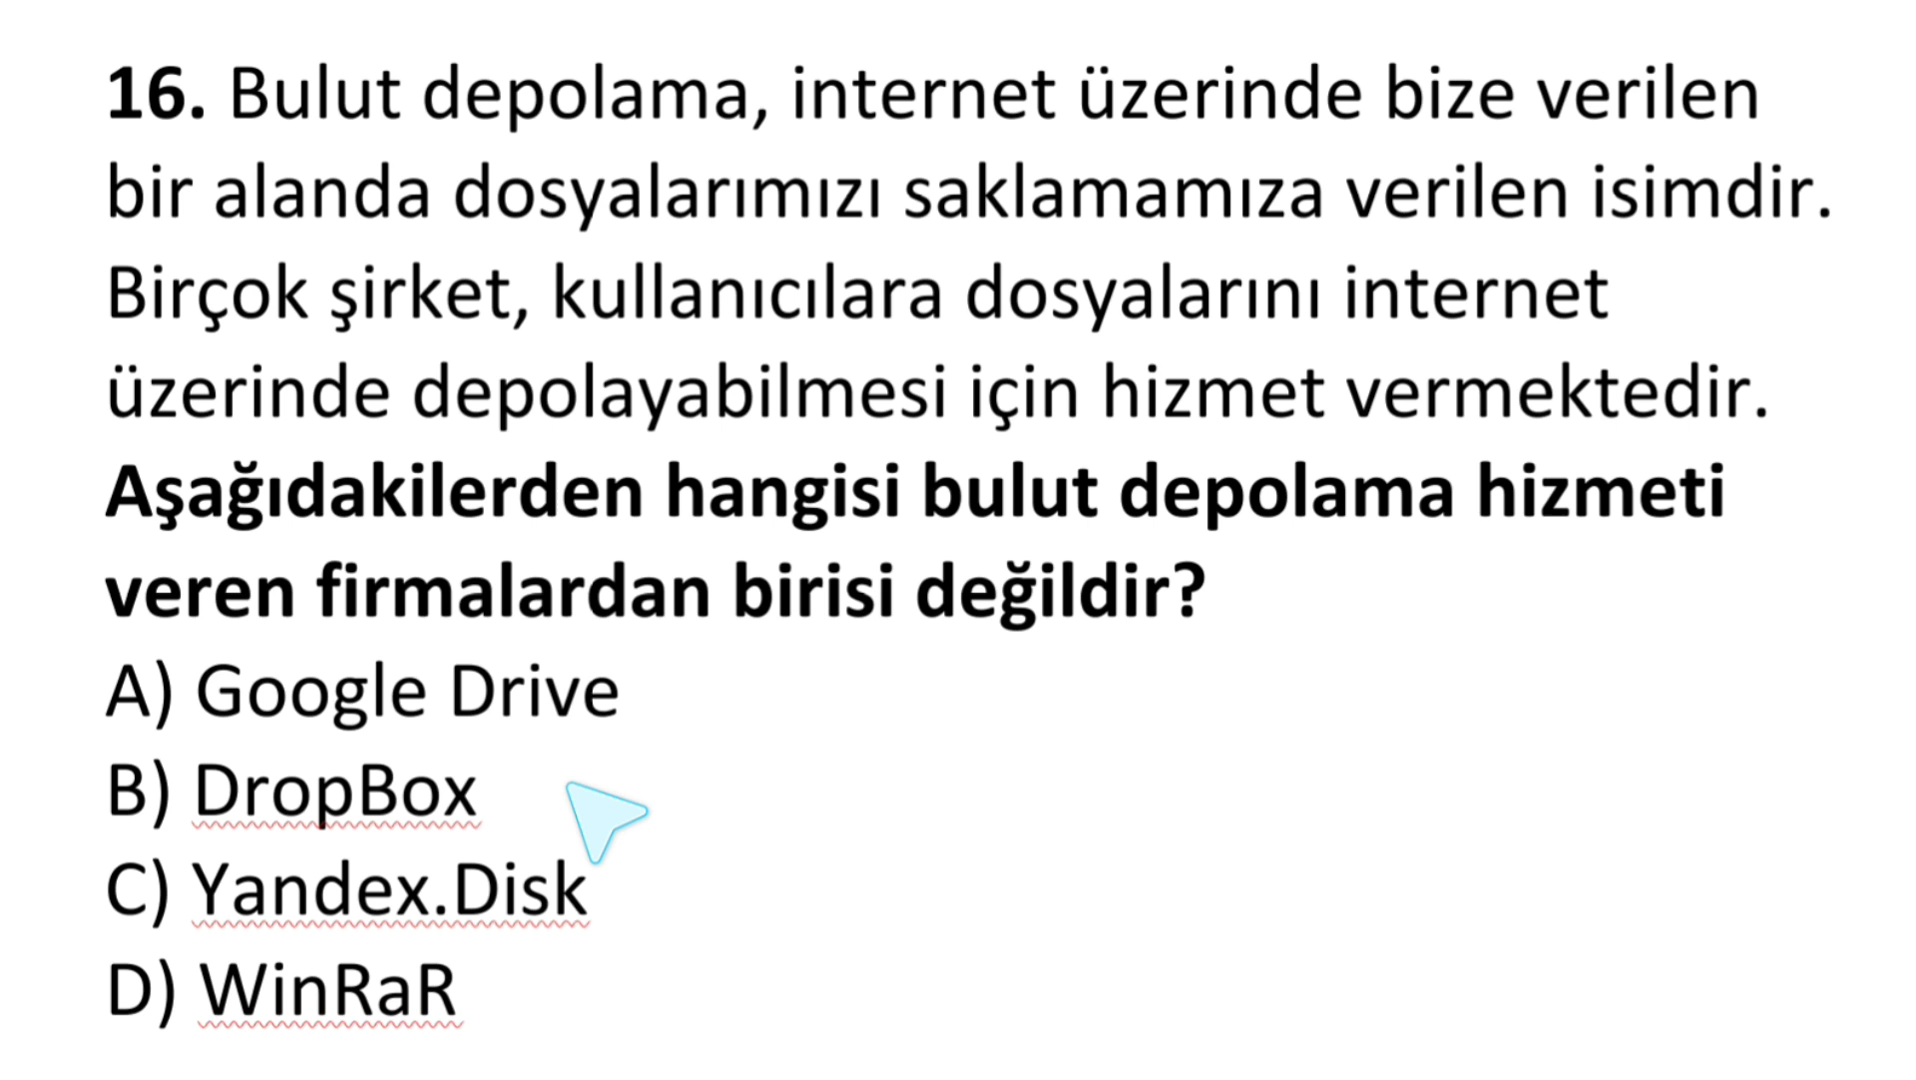 16. Bulut depolama, internet üzerinde bize verilen
bir alanda dosyalarımızı saklamamıza verilen isimdir.
Birçok şirket, kullanıcılara dosyalarını internet
üzerinde depolayabilmesi için hizmet vermektedir.
Aşağıdakilerden hangisi bulut depolama hizmeti
veren firmalardan birisi değildir?
A) Google Drive
B) DropBox
C) Yandex.Disk
D) WinRaR